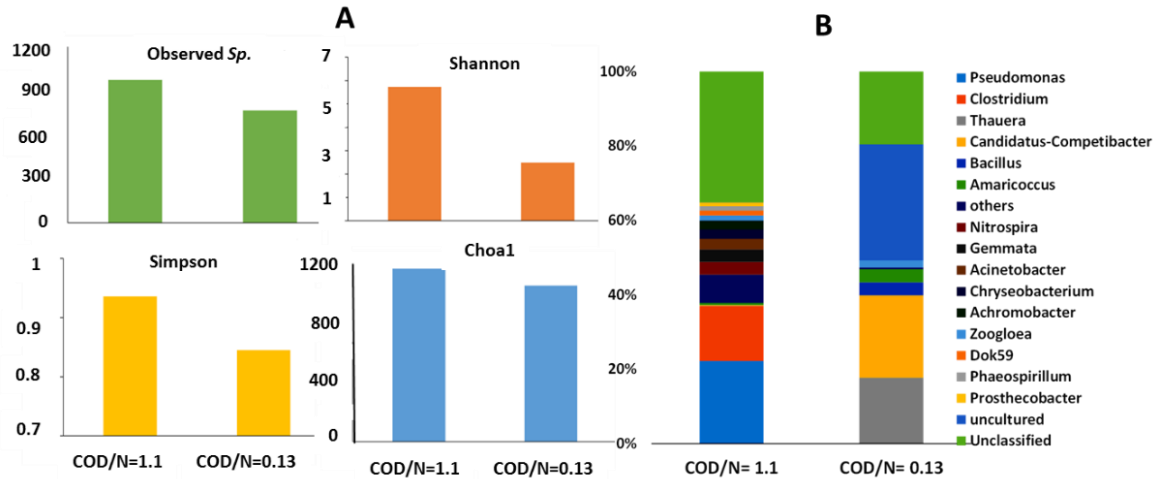 A
Observed Sp.
1200
900
600
300
0
Shannon
7
5
3
1
Simpson
1
0.9
0.8
0.7
COD/N=1.1
COD/N=0.13
Choa1
1200
800
400
0
COD/N=1.1
COD/N=0.13
B
100%
80%
60%
40%
20%
0%
COD/N= 1.1
COD/N= 0.13
Pseudomonas
Clostridium
Thauera
Candidatus-Competibacter
Bacillus
Amaricoccus
others
Nitrospira
Gemmata
Acinetobacter
Chryseobacterium
Achromobacter
Zoogloea
Dok59
Phaeospirillum
Prosthecobacter
uncultured
Unclassified